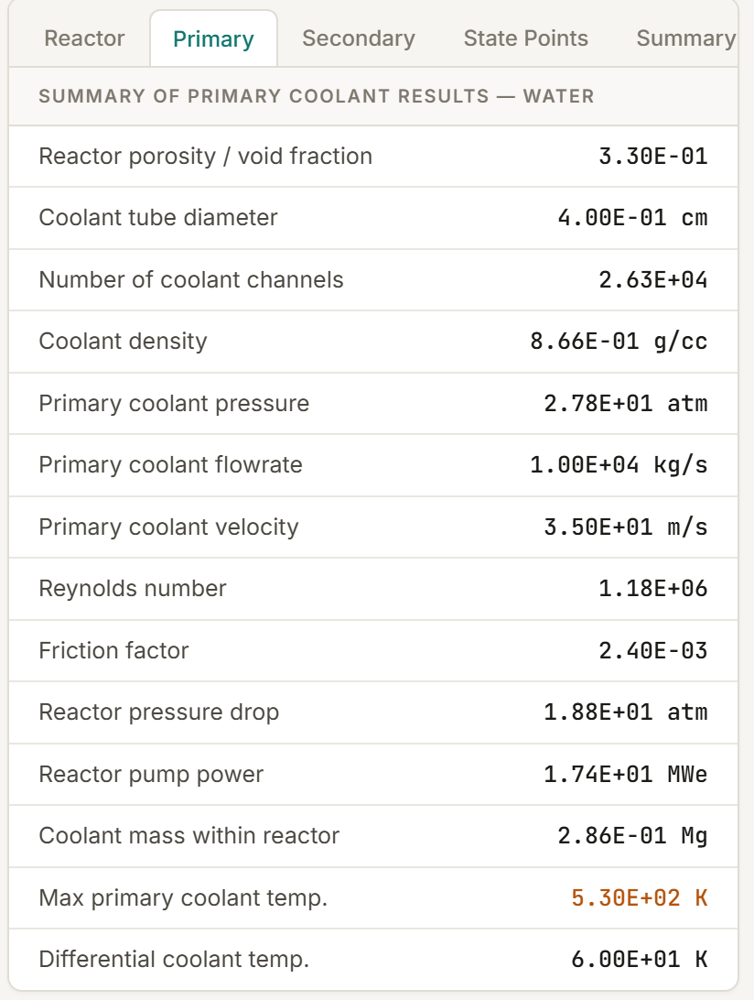 Reactor Primary Secondary State Points Summary
SUMMARY OF PRIMARY COOLANT RESULTS — WATER
Reactor porosity / void fraction 3.30E-01
Coolant tube diameter 4.00E-01 cm
Number of coolant channels 2.63E+04
Coolant density 8.66E-01 g/cc
Primary coolant pressure 2.78E+01 atm
Primary coolant flowrate 1.00E+04 kg/s
Primary coolant velocity 3.50E+01 m/s
Reynolds number 1.18E+06
Friction factor 2.40E-03
Reactor pressure drop 1.88E+01 atm
Reactor pump power 1.74E+01 MWe
Coolant mass within reactor 2.86E-01 Mg
Max primary coolant temp. 5.30E+02 K
Differential coolant temp. 6.00E+01 K